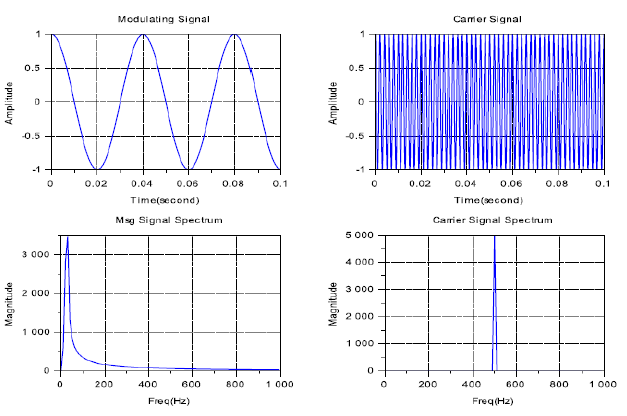 Modulating Signal
Carrier Signal
1
0.5
0
-0.5
-1
Amplitude
0 0.02 0.04 0.06 0.08 0.1
Time(second)
1
0.5
0
-0.5
-1
Amplitude
0 0.02 0.04 0.06 0.08 0.1
Time(second)
Msg Signal Spectrum
Carrier Signal Spectrum
3 000
2 000
1 000
0
Magnitude
0 200 400 600 800 1 000
Freq(Hz)
5 000
4 000
3 000
2 000
1 000
0
Magnitude
0 200 400 600 800 1 000
Freq(Hz)